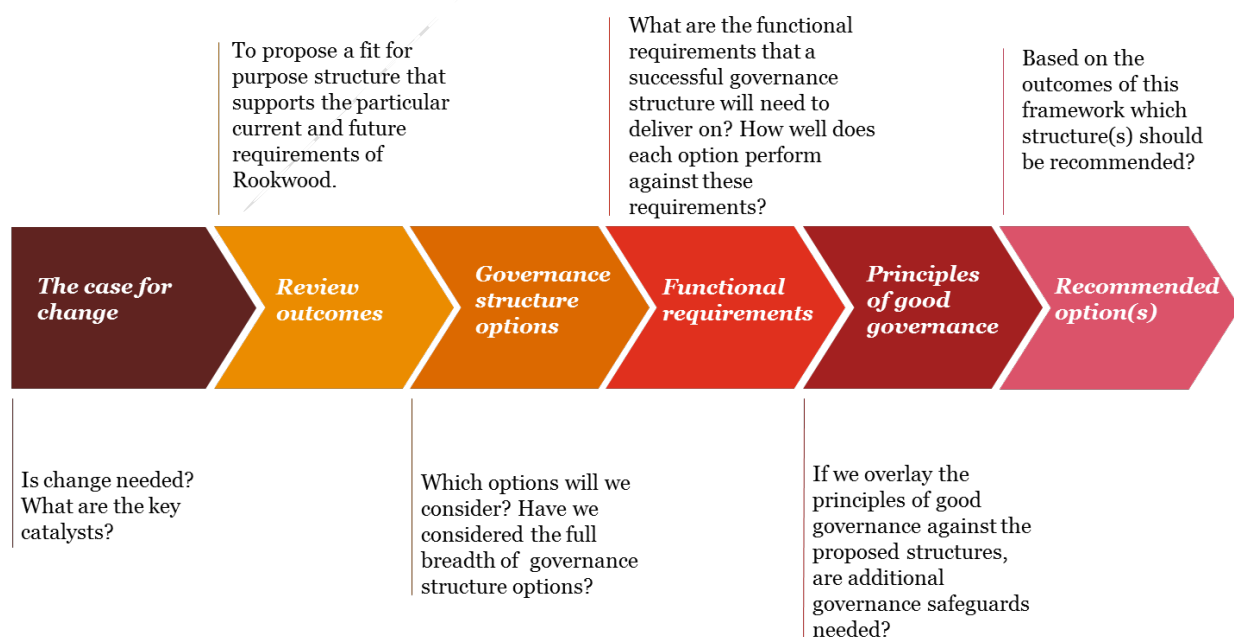 To propose a fit for
purpose structure that
supports the particular
current and future
requirements of
Rookwood.
What are the functional
requirements that a
successful governance
structure will need to
deliver on? How well does
each option perform
against these
requirements?
Based on the
outcomes of this
framework which
structure(s) should
be recommended?
The case for
change
Review
outcomes
Governance
structure
options
Functional
requirements
Principles
of good
governance
Recommended
option(s)
Is change needed?
What are the key
catalysts?
Which options will we
consider? Have we
considered the full
breadth of governance
structure options?
If we overlay the
principles of good
governance against the
proposed structures,
are additional
governance safeguards
needed?